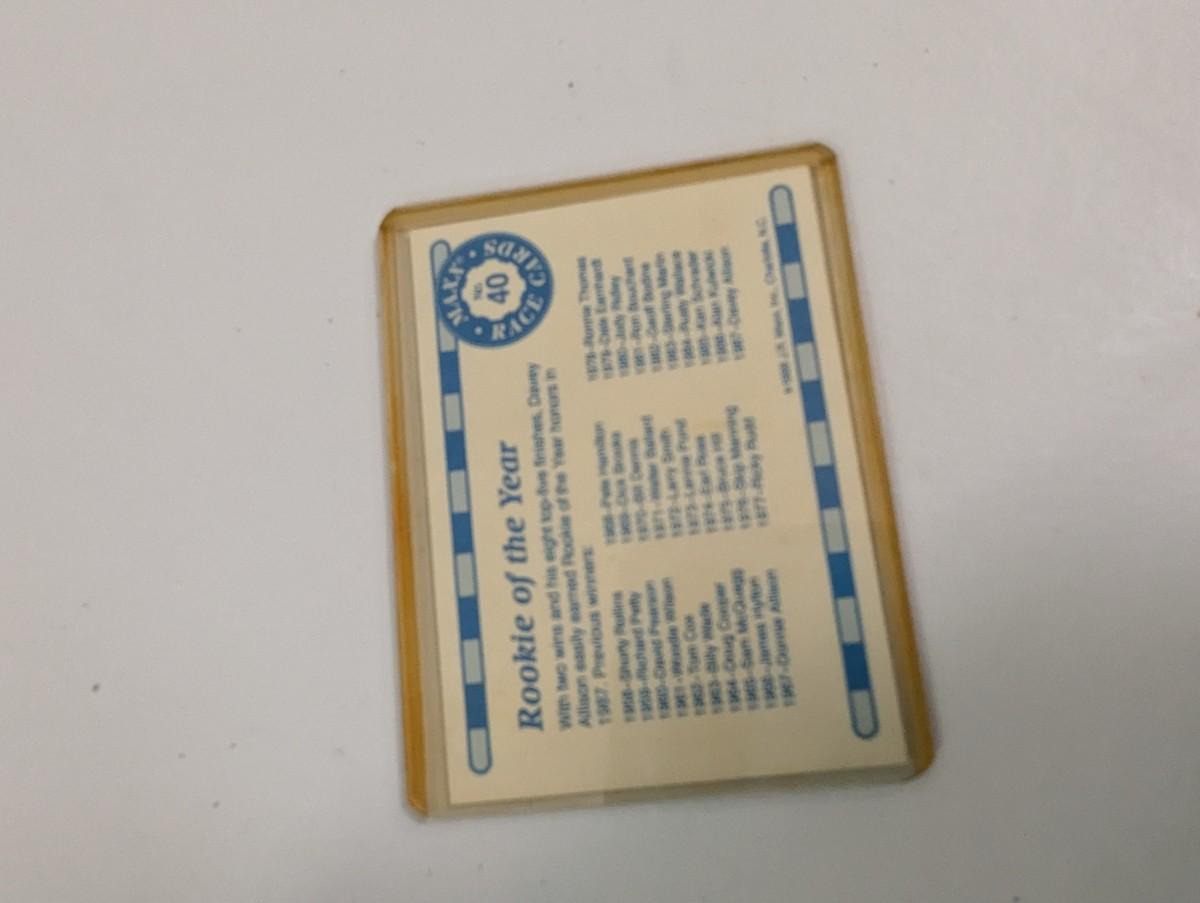 MAXX®
RACE CARDS
NO.
40
Rookie of the Year
With two wins and his eight top-five finishes, Davey
Allison easily earned Rookie of the Year honors in
1987. Previous winners:
1958-Shorty Rollins
1959-Richard Petty
1960-David Pearson
1961-Woodie Wilson
1962-Tom Cox
1963-Billy Wade
1964-Doug Cooper
1965-Sam McQuagg
1966-James Hylton
1967-Donnie Allison
1968-Pete Hamilton
1969-Dick Brooks
1970-Bill Dennis
1971-Walter Ballard
1972-Larry Smith
1973-Lennie Pond
1974-Earl Ross
1975-Bruce Hill
1976-Skip Manning
1977-Ricky Rudd
1978-Ronnie Thomas
1979-Dale Earnhardt
1980-Jody Ridley
1981-Ron Bouchard
1982-Geoff Bodine
1983-Sterling Marlin
1984-Rusty Wallace
1985-Ken Schrader
1986-Alan Kulwicki
1987-Davey Allison
©1988 J.R. Maxx, Inc., Charlotte, N.C.